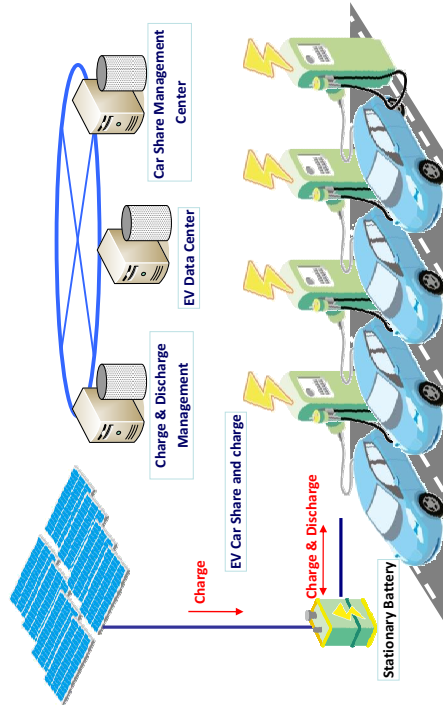 Charge & Discharge
Management
EV Data Center
Car Share Management
Center
Charge
EV Car Share and charge
Charge & Discharge
Stationary Battery